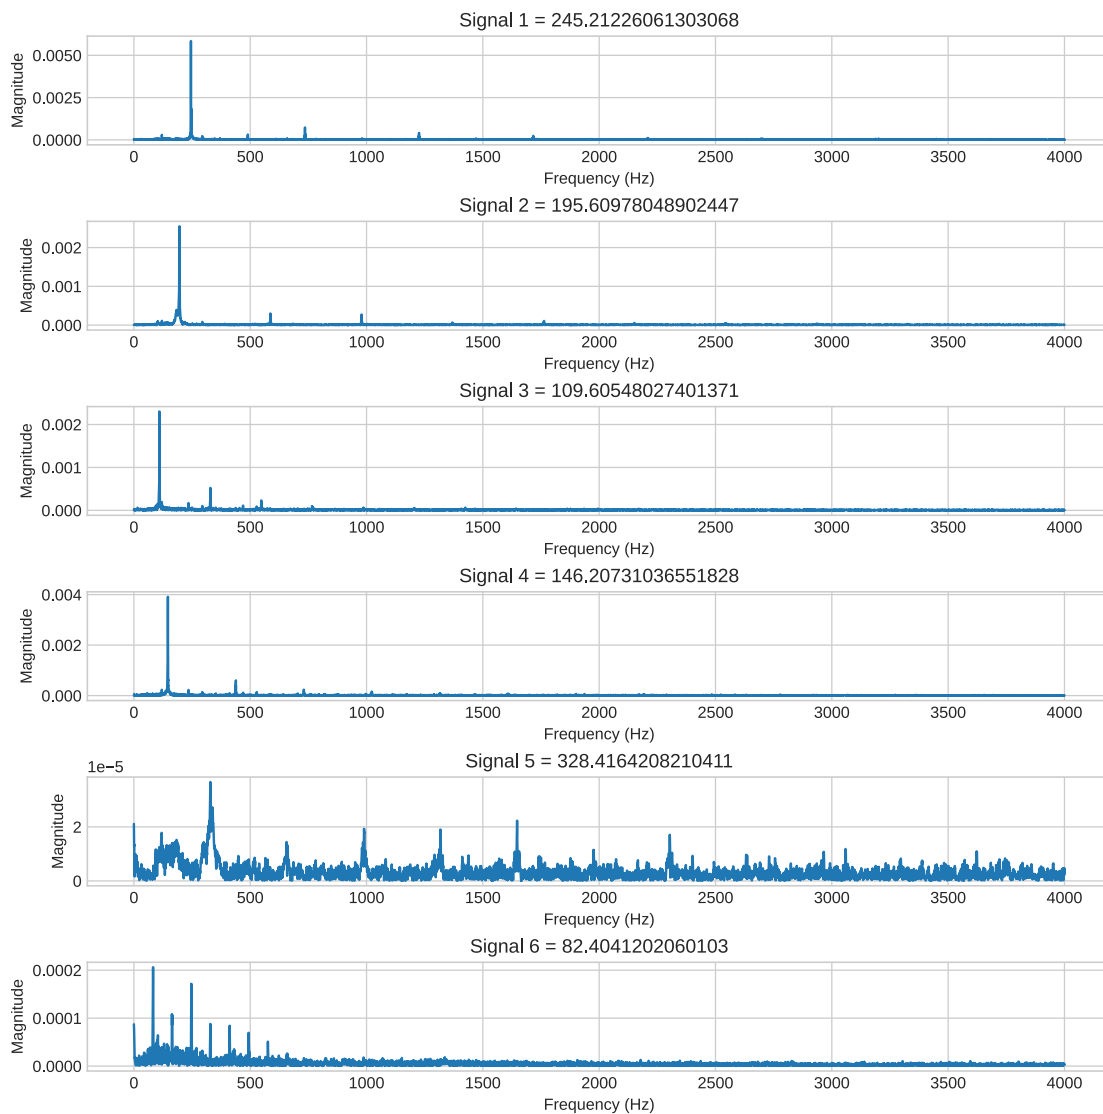 Signal 1 = 245.21226061303068
Magnitude
0.0050
0.0025
0.0000
0 500 1000 1500 2000 2500 3000 3500 4000
Frequency (Hz)
Signal 2 = 195.60978048902447
Magnitude
0.002
0.001
0.000
0 500 1000 1500 2000 2500 3000 3500 4000
Frequency (Hz)
Signal 3 = 109.60548027401371
Magnitude
0.002
0.001
0.000
0 500 1000 1500 2000 2500 3000 3500 4000
Frequency (Hz)
Signal 4 = 146.20731036551828
Magnitude
0.004
0.002
0.000
0 500 1000 1500 2000 2500 3000 3500 4000
Frequency (Hz)
Signal 5 = 328.4164208210411
1e−5
Magnitude
2
0
0 500 1000 1500 2000 2500 3000 3500 4000
Frequency (Hz)
Signal 6 = 82.4041202060103
Magnitude
0.0002
0.0001
0.0000
0 500 1000 1500 2000 2500 3000 3500 4000
Frequency (Hz)